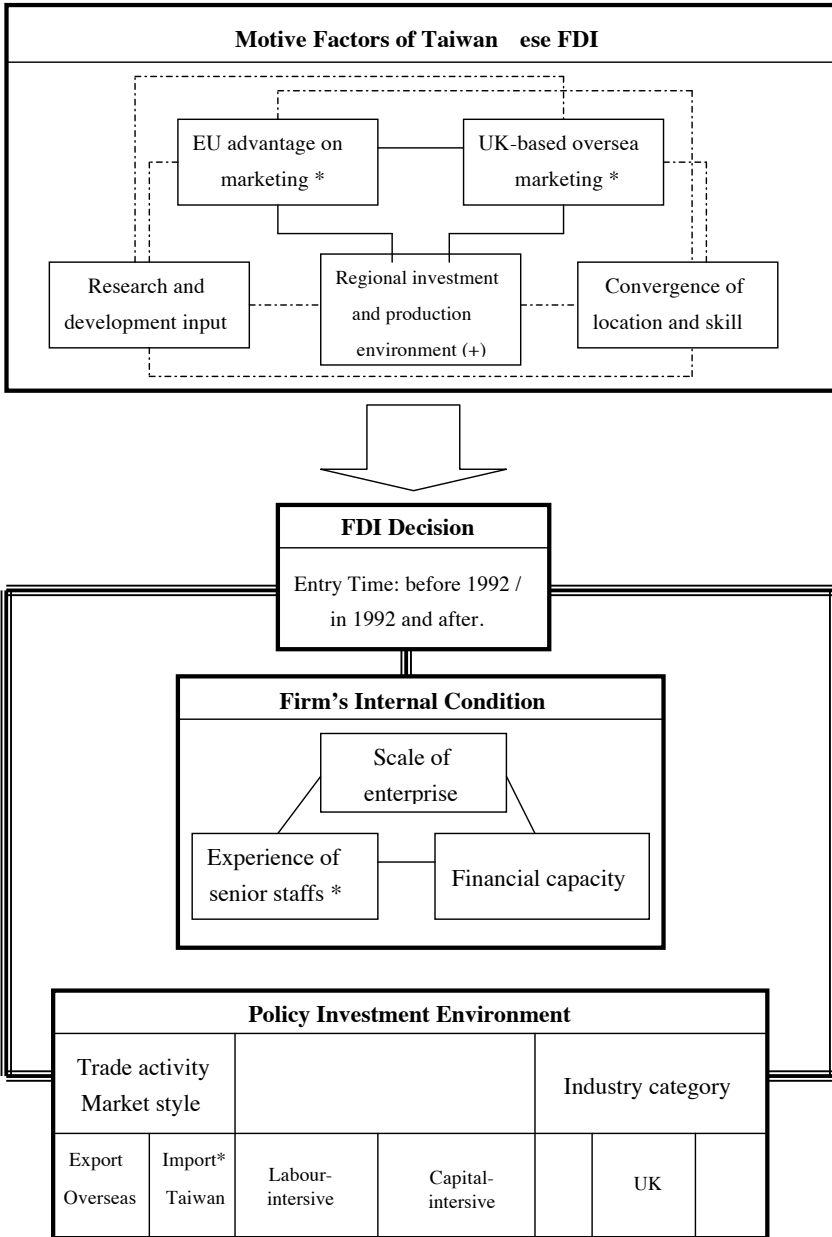 Motive Factors of Taiwan ese FDI
EU advantage on
marketing *
UK-based oversea
marketing *
Research and
development input
Regional investment
and production
environment (+)
Convergence of
location and skill
FDI Decision
Entry Time: before 1992 /
in 1992 and after.
Firm's Internal Condition
Scale of
enterprise
Experience of
senior staffs *
Financial capacity
Policy Investment Environment
Trade activity
Market style
Industry category
Export
Overseas
Import*
Taiwan
Labour-
intersive
Capital-
intersive
UK